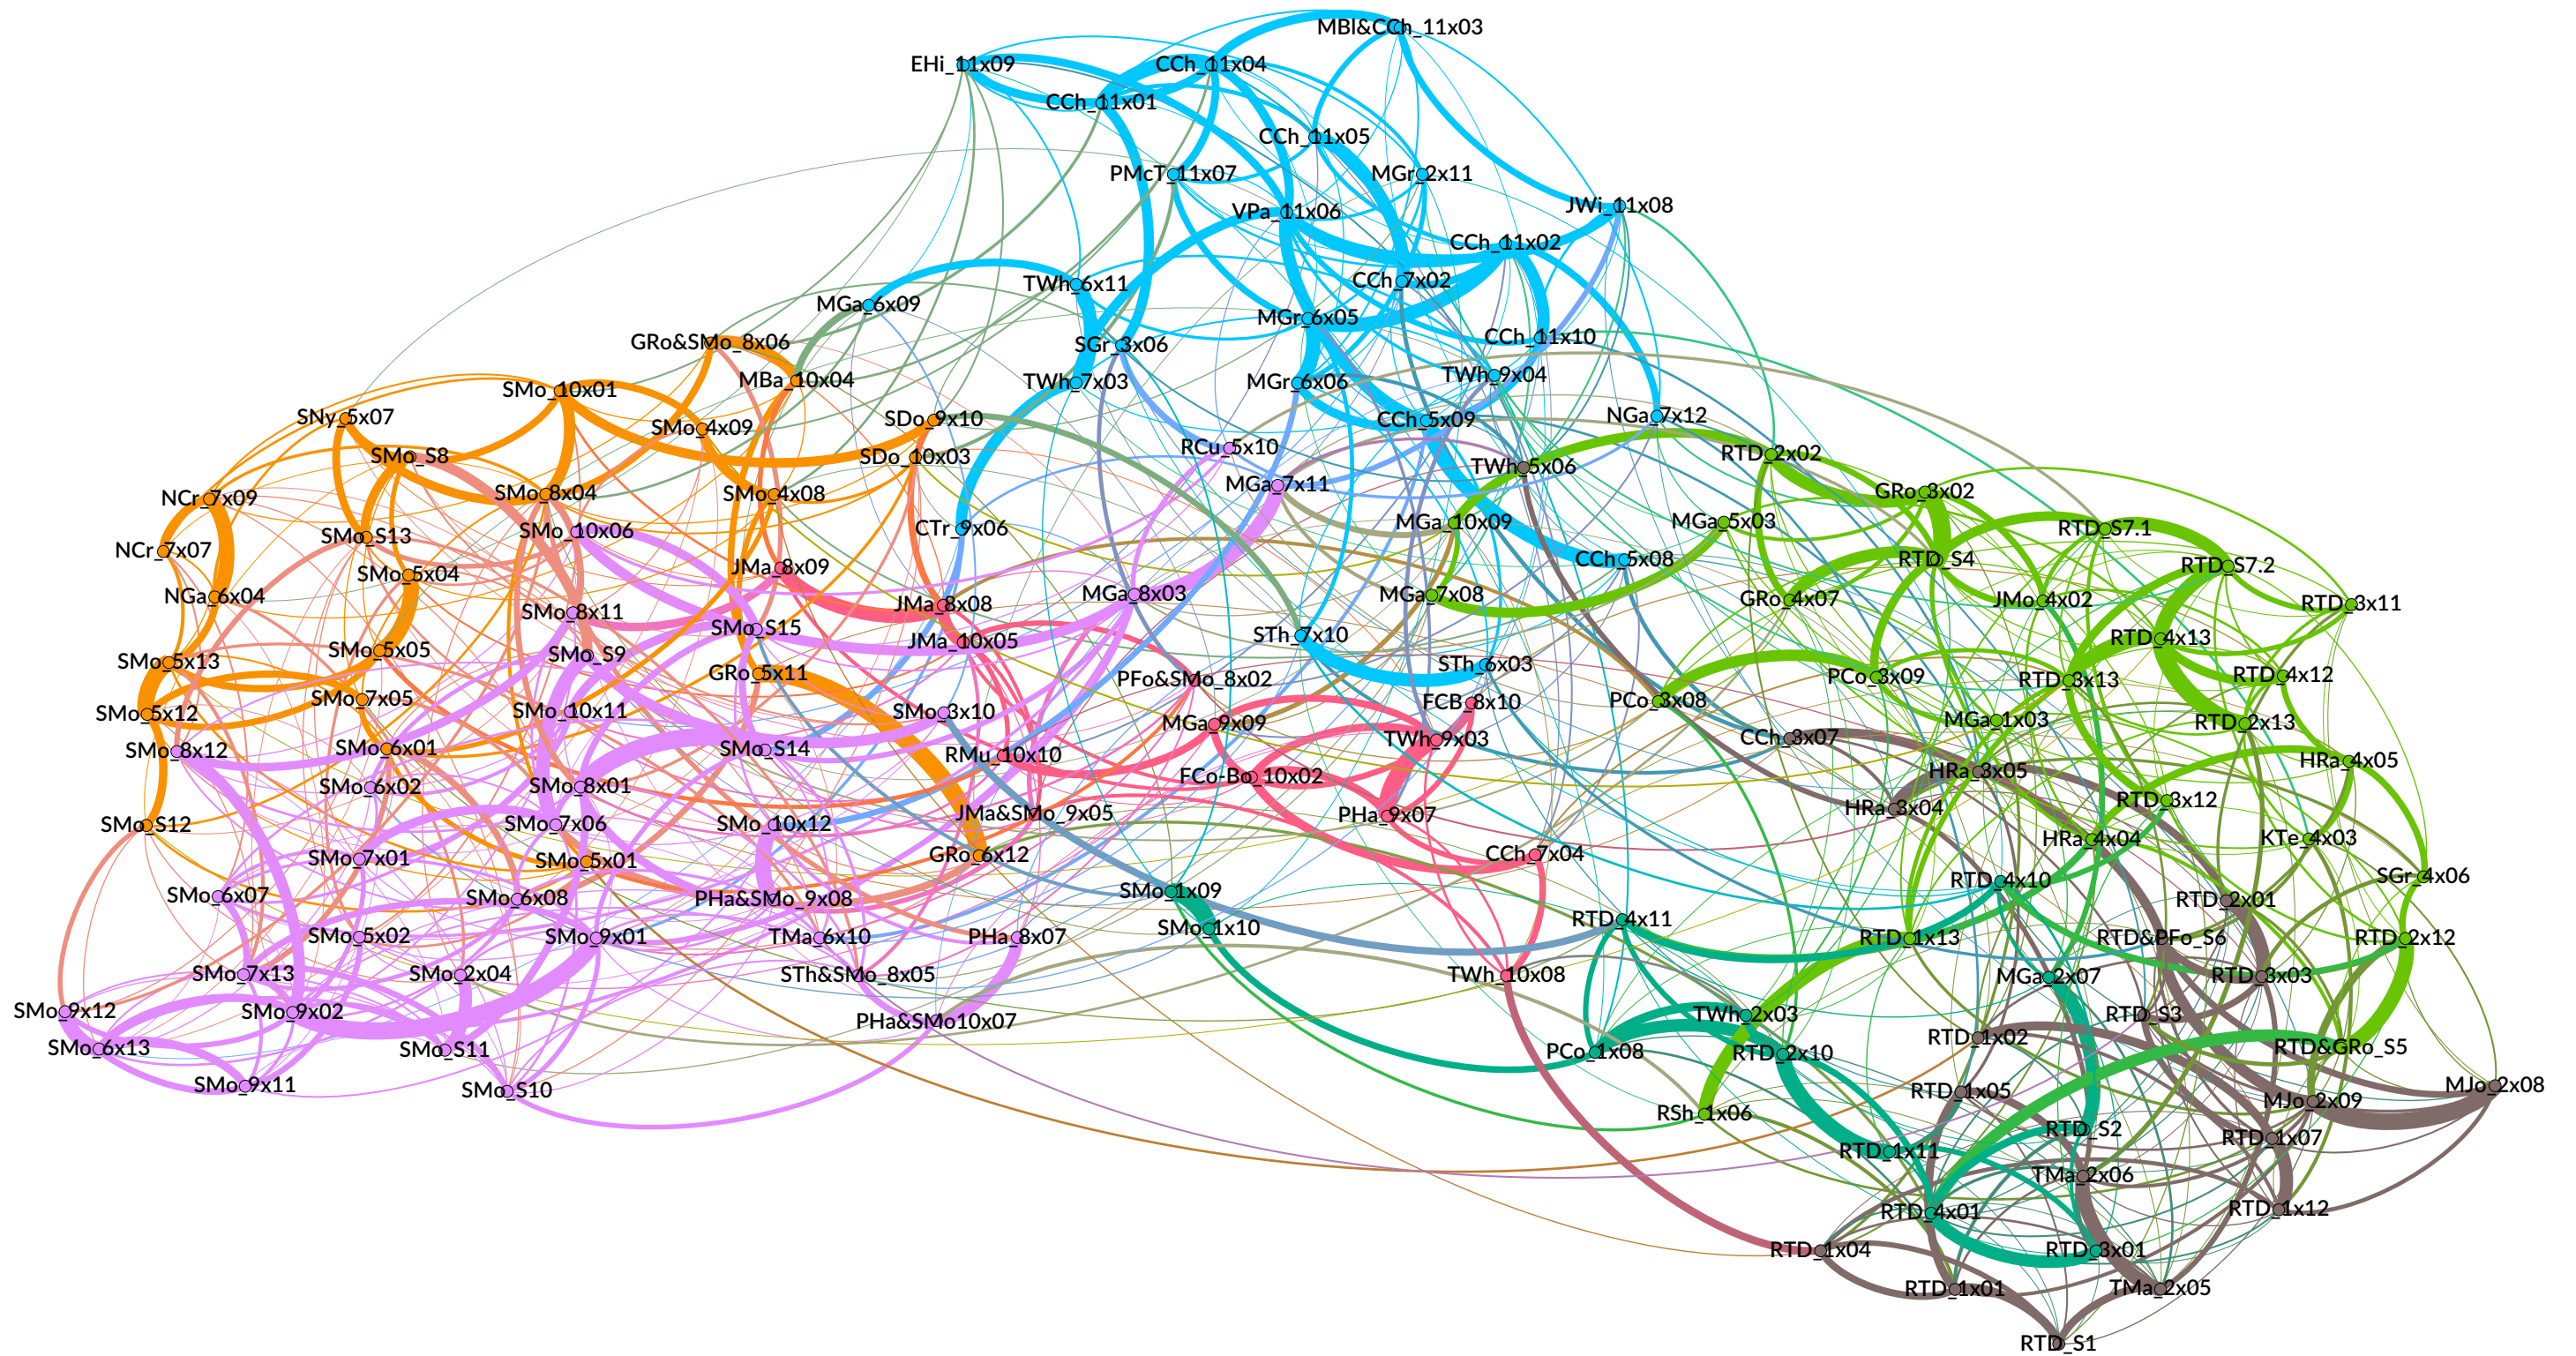 MBl&CCh_11x03
EHi_11x09
CCh_11x04
CCh_11x01
CCh_11x05
PMcT_11x07
MGr_2x11
VPa_11x06
JWi_11x08
CCh_11x02
TWh_6x11
CCh_7x02
MGa_6x09
MGr_6x05
CCh_11x10
GRo&SMo_8x06
SGr_3x06
MBa_10x04
TWh_7x03
MGr_6x06
TWh_9x04
SMo_10x01
SNy_5x07
SMo_4x09
SDo_9x10
CCh_5x09
NGa_7x12
RCu_5x10
SMo_S8
SDo_10x03
TWh_5x06
RTD_2x02
MGa_7x11
NCr_7x09
SMo_8x04
SMo_4x08
GRo_3x02
SMo_S13
SMo_10x06
CTr_9x06
MGa_10x09
MGa_5x03
RTD_S7.1
NCr_7x07
JMa_8x09
CCh_5x08
RTD_S4
RTD_S7.2
SMo_5x04
NGa_6x04
SMo_8x11
JMa_8x08
MGa_8x03
MGa_7x08
GRo_4x07
JMo_4x02
RTD_3x11
SMo_S15
JMa_10x05
STh_7x10
RTD_4x13
SMo_5x13
SMo_5x05
SMo_S9
GRo_5x11
PFo&SMo_8x02
STh_6x03
PCo_3x09
RTD_3x13
RTD_4x12
SMo_5x12
SMo_7x05
SMo_10x11
SMo_3x10
MGa_9x09
FCB_8x10
PCo_3x08
MGa_1x03
RTD_2x13
SMo_8x12
SMo_6x01
SMo_S14
RMu_10x10
TWh_9x03
CCh_3x07
HRa_4x05
SMo_6x02
SMo_8x01
FCo-Bo_10x02
HRa_3x05
SMo_S12
SMo_7x06
SMo_10x12
JMa&SMo_9x05
PHa_9x07
HRa_3x04
RTD_3x12
SMo_7x01
SMo_5x01
GRo_6x12
CCh_7x04
HRa_4x04
KTe_4x03
SMo_6x07
SMo_6x08
PHa&SMo_9x08
SMo_1x09
RTD_4x10
RTD_2x01
SGr_4x06
SMo_5x02
SMo_9x01
TMa_6x10
PHa_8x07
SMo_1x10
RTD_4x11
RTD_1x13
RTD&PFo_S6
RTD_2x12
SMo_7x13
SMo_2x04
STh&SMo_8x05
TWh_10x08
MGa_2x07
RTD_3x03
SMo_9x12
SMo_9x02
PHa&SMo10x07
TWh_2x03
RTD_S3
SMo_6x13
SMo_S11
PCo_1x08
RTD_2x10
RTD_1x02
RTD&GRo_S5
SMo_9x11
SMo_S10
RSh_1x06
RTD_1x05
MJo_2x09
MJo_2x08
RTD_1x11
RTD_S2
RTD_1x07
TMa_2x06
RTD_4x01
RTD_1x12
RTD_1x04
RTD_3x01
RTD_1x01
TMa_2x05
RTD_S1